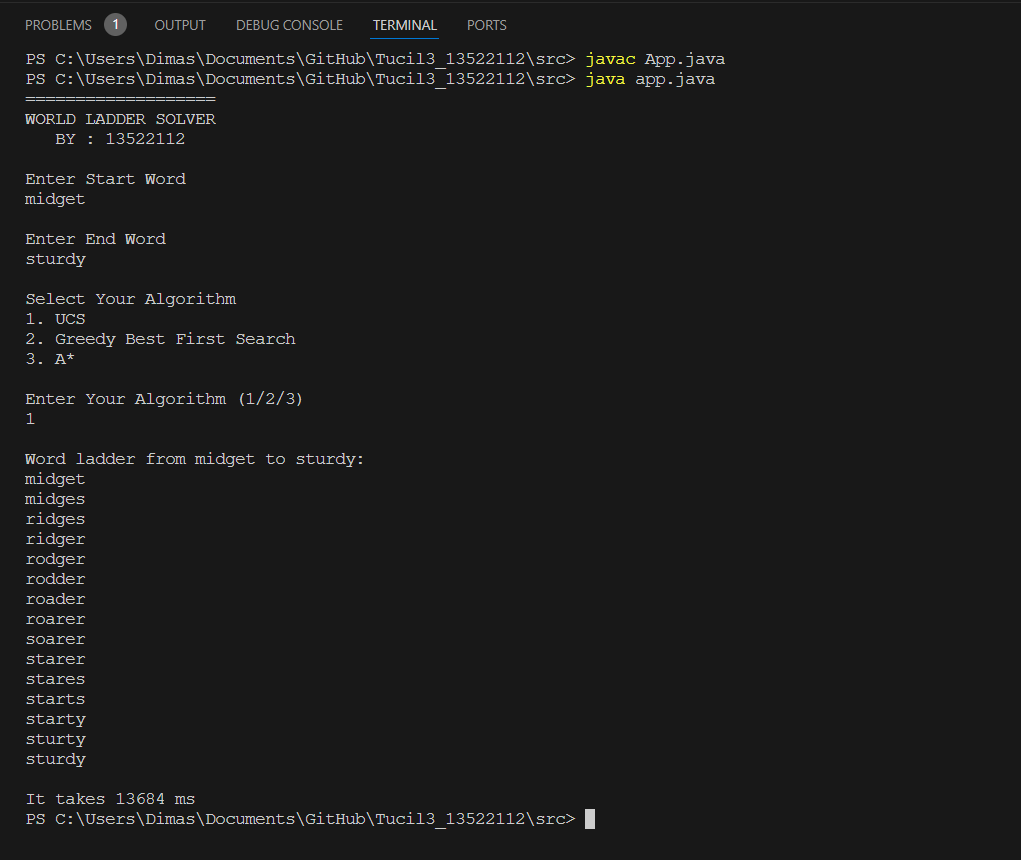 PROBLEMS 1 OUTPUT DEBUG CONSOLE TERMINAL PORTS
PS C:\Users\Dimas\Documents\GitHub\Tucil3_13522112\src> javac App.java
PS C:\Users\Dimas\Documents\GitHub\Tucil3_13522112\src> java app.java
===================
WORLD LADDER SOLVER
BY : 13522112
Enter Start Word
midget
Enter End Word
sturdy
Select Your Algorithm
1. UCS
2. Greedy Best First Search
3. A*
Enter Your Algorithm (1/2/3)
1
Word ladder from midget to sturdy:
midget
midges
ridges
ridger
rodger
rodder
roader
roarer
soarer
starer
stares
starts
starty
sturty
sturdy
It takes 13684 ms
PS C:\Users\Dimas\Documents\GitHub\Tucil3_13522112\src>